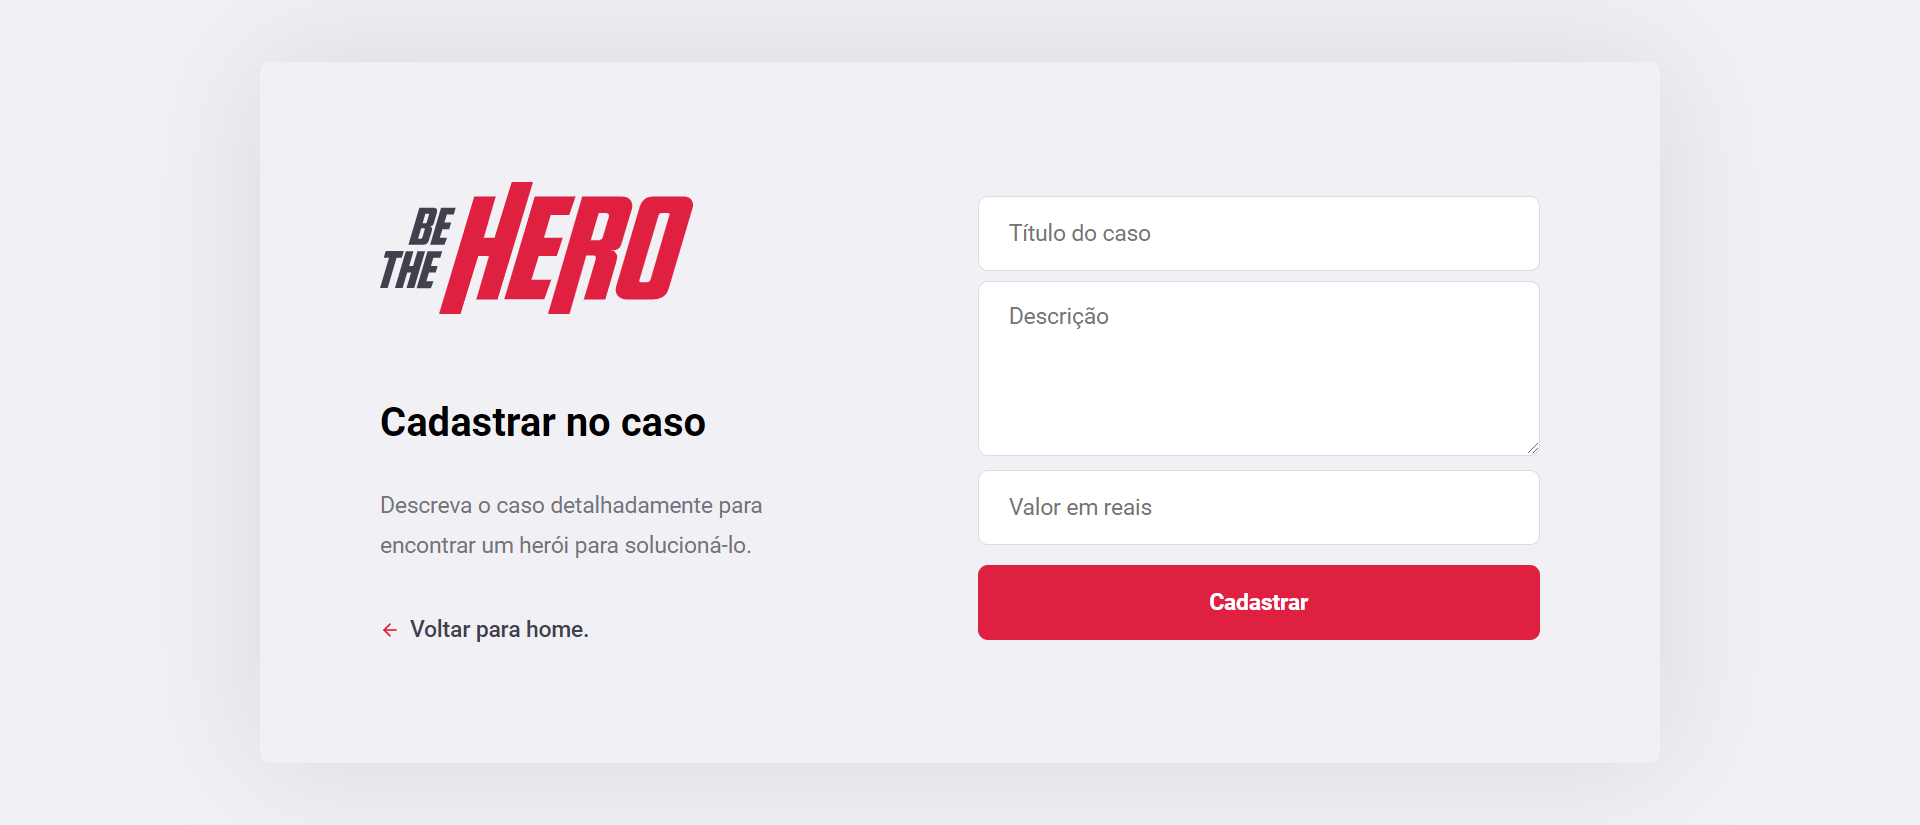 BE
THE
HERO
Cadastrar no caso
Descreva o caso detalhadamente para
encontrar um herói para solucioná-lo.
Voltar para home.
Título do caso
Descrição
Valor em reais
Cadastrar